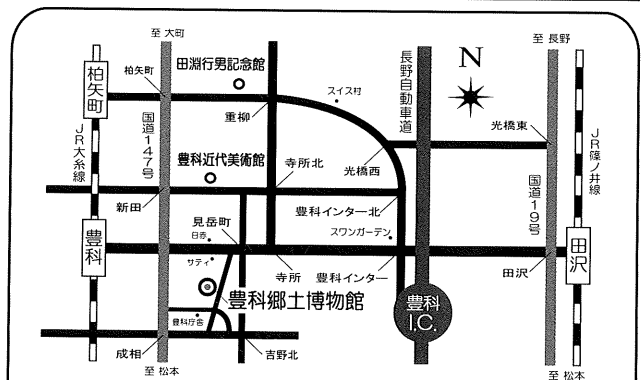 至 大町
田淵行男記念館
柏矢町
柏矢町
重柳
スイス村
長野自動車道
N
至 長野
光橋東
国道147号
JR大糸線
豊科近代美術館
寺所北
光橋西
JR篠ノ井線
国道19号
新田
見岳町
豊科インター北
日赤
スワンガーデン
豊科
サティ
寺所
豊科インター
田沢
田沢
豊科郷土博物館
豊科
I.C.
豊科庁舎
成相
吉野北
至 松本
至 松本